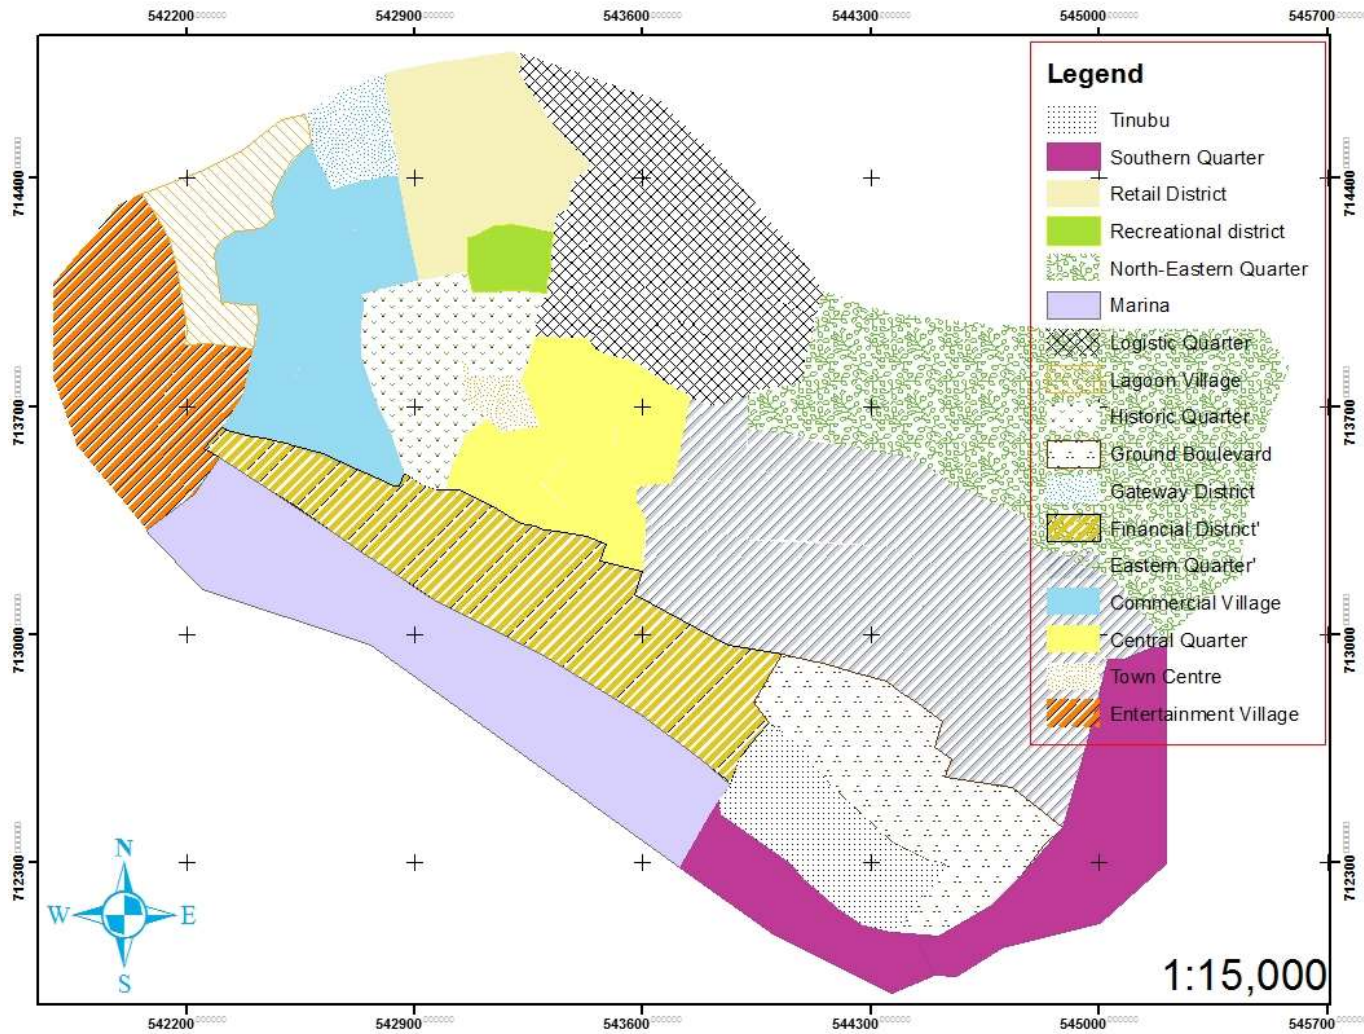 542200 542900 543600 544300 545000 545700
Legend
Tinubu
Southern Quarter
Retail District
Recreational district
North-Eastern Quarter
Marina
Logistic Quarter
Lagoon Village
Historic Quarter
Ground Boulevard
Gateway District
Financial District'
Eastern Quarter'
Commercial Village
Central Quarter
Town Centre
Entertainment Village
714400 714400
713700 713700
713000 713000
712300 712300
N
W E
S
1:15,000
542200 542900 543600 544300 545000 545700